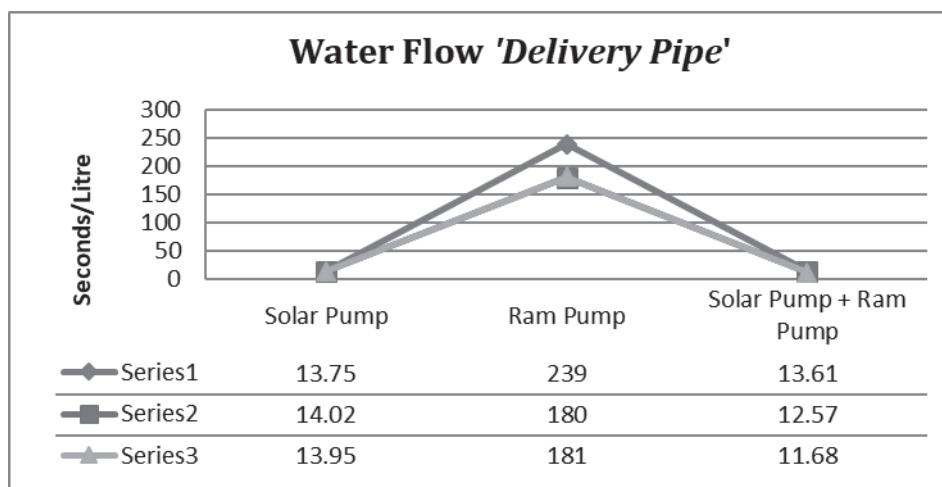 Water Flow 'Delivery Pipe'
Seconds/Litre
300
250
200
150
100
50
0
Solar Pump Ram Pump Solar Pump + Ram
Pump
Series1 13.75 239 13.61
Series2 14.02 180 12.57
Series3 13.95 181 11.68